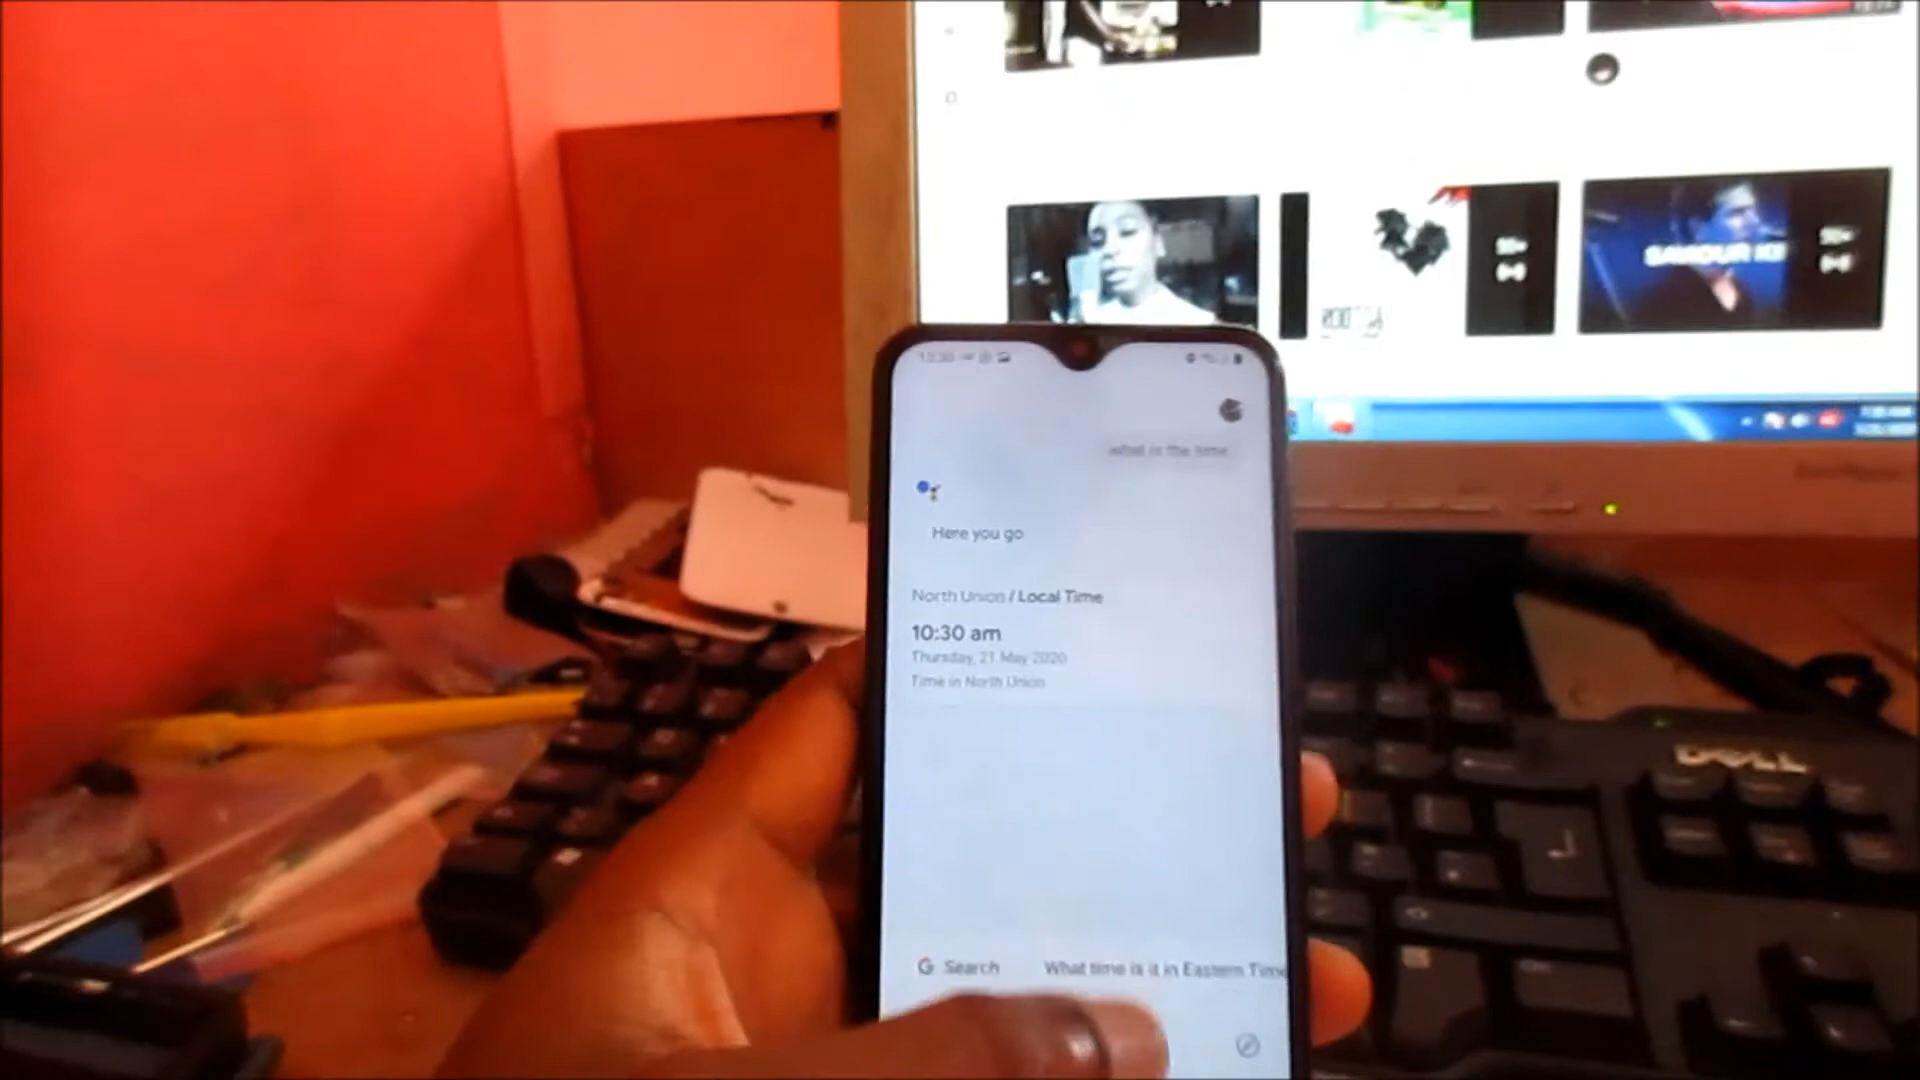 what is the time
Here you go
North Union / Local Time
10:30 am
Thursday, 21 May 2020
Time in North Union
G Search
What time is it in Eastern Time
DELL